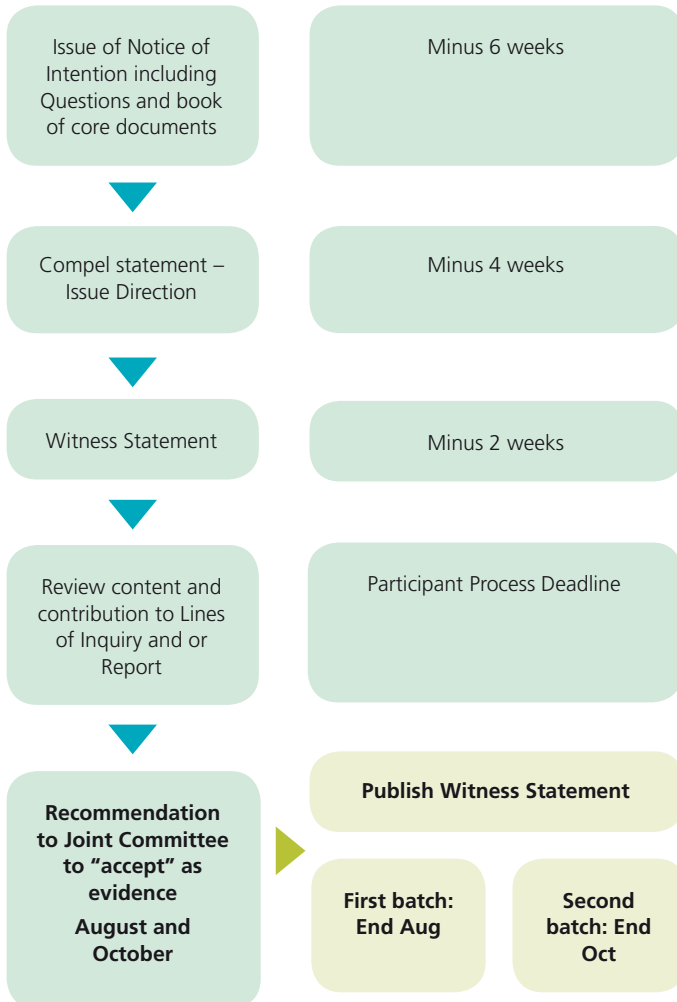 Issue of Notice of
Intention including
Questions and book
of core documents
Minus 6 weeks
Compel statement –
Issue Direction
Minus 4 weeks
Witness Statement
Minus 2 weeks
Review content and
contribution to Lines
of Inquiry and or
Report
Participant Process Deadline
Recommendation
to Joint Committee
to “accept” as
evidence
August and
October
Publish Witness Statement
First batch:
End Aug
Second
batch: End
Oct